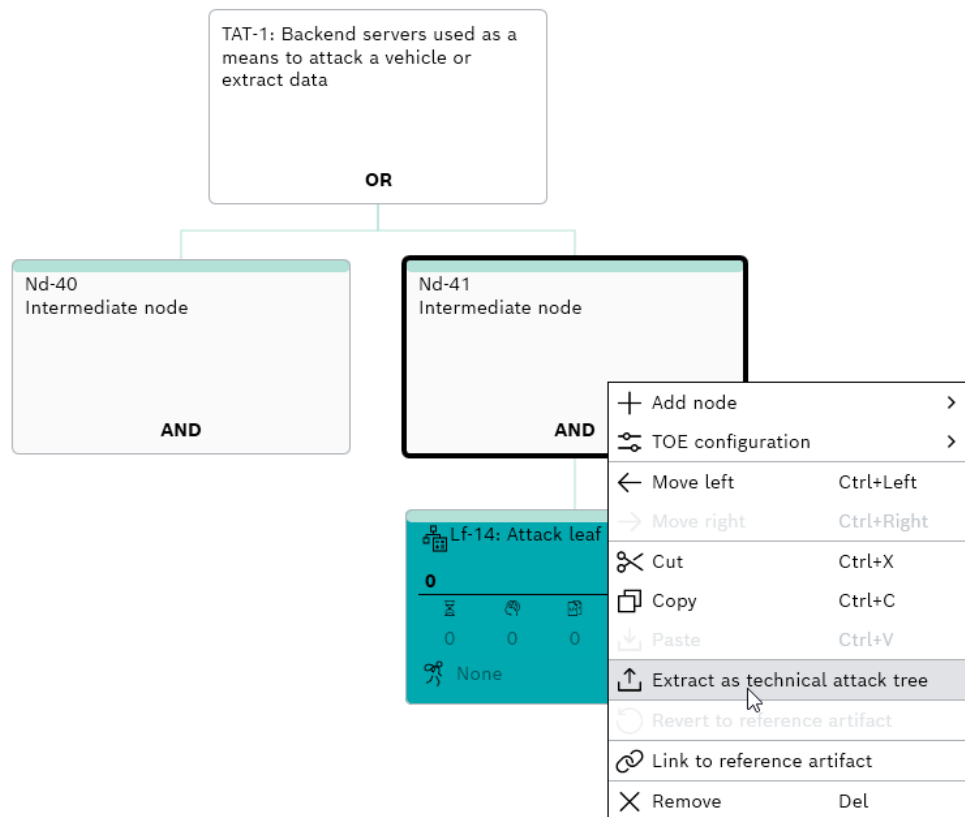 TAT-1: Backend servers used as a
means to attack a vehicle or
extract data
OR
Nd-40
Intermediate node
AND
Nd-41
Intermediate node
AND
Add node
TOE configuration
Move left Ctrl+Left
Move right Ctrl+Right
Cut Ctrl+X
Copy Ctrl+C
Paste Ctrl+V
Extract as technical attack tree
Revert to reference artifact
Link to reference artifact
Remove Del
Lf-14: Attack leaf
0
0 0 0
None